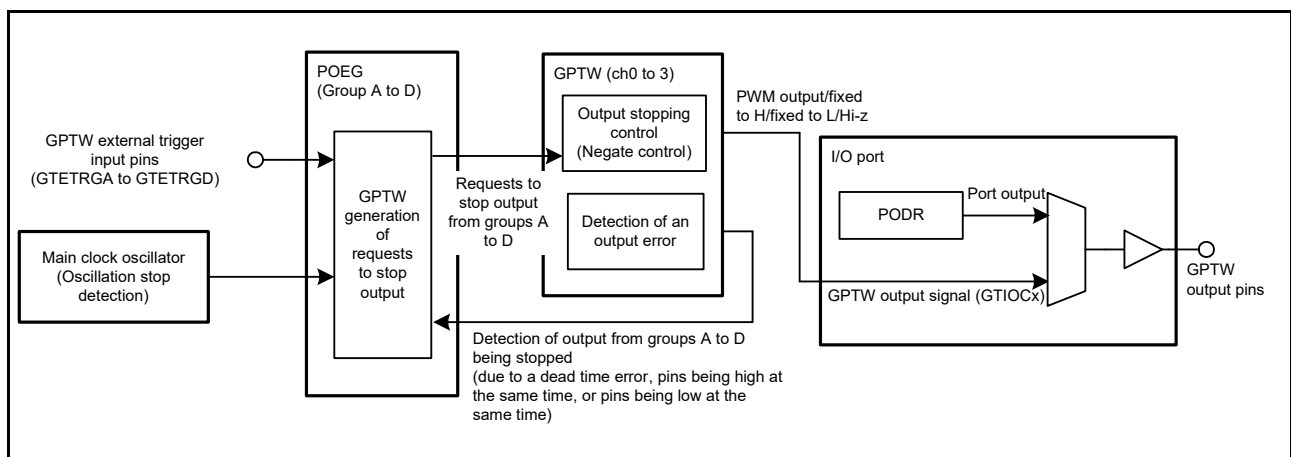 POEG
(Group A to D)
GPTW external trigger
input pins
(GTETRGA to GTETRGD)
Main clock oscillator
(Oscillation stop
detection)
GPTW
generation
of
requests
to stop
output
Requests to
stop output
from groups A
to D
GPTW (ch0 to 3)
Output stopping
control
(Negate control)
Detection of an
output error
Detection of output from groups A to D
being stopped
(due to a dead time error, pins being high at
the same time, or pins being low at the
same time)
PWM output/fixed
to H/fixed to L/Hi-z
I/O port
PODR
Port output
GPTW output signal (GTIOCx)
GPTW
output pins